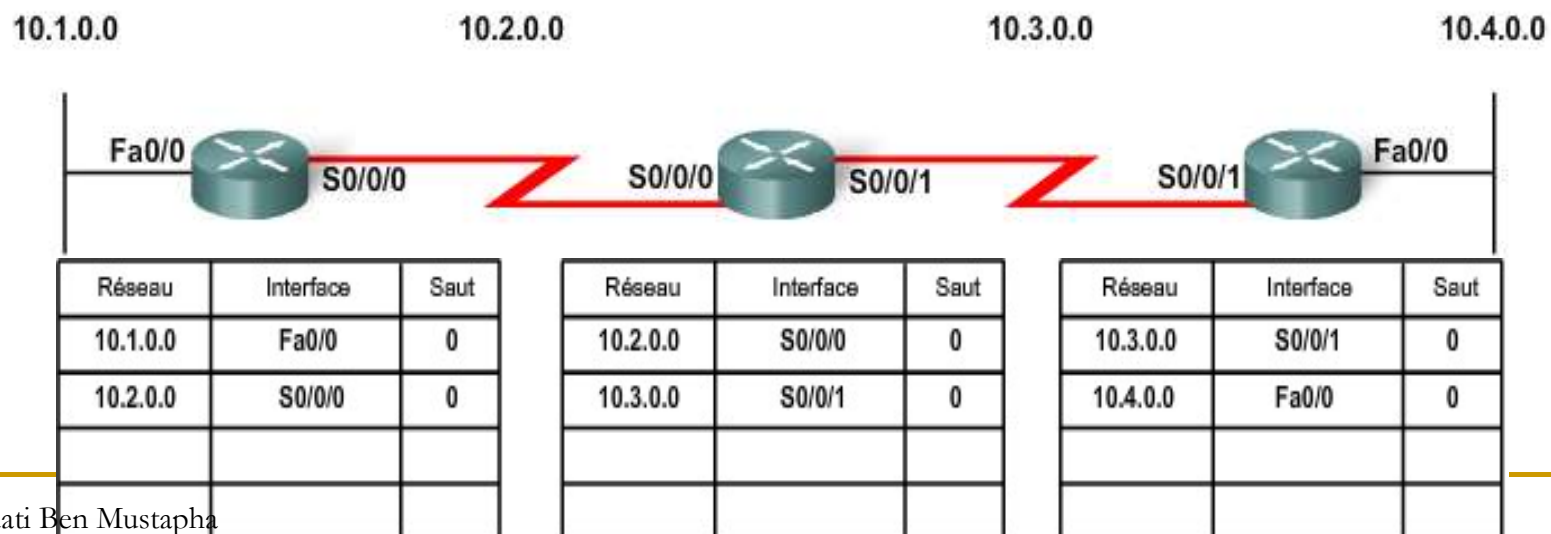 10.1.0.0 10.2.0.0 10.3.0.0 10.4.0.0
Fa0/0 S0/0/0 S0/0/0 S0/0/1 S0/0/1 Fa0/0
Réseau Interface Saut
10.1.0.0 Fa0/0 0
10.2.0.0 S0/0/0 0
Réseau Interface Saut
10.2.0.0 S0/0/0 0
10.3.0.0 S0/0/1 0
Réseau Interface Saut
10.3.0.0 S0/0/1 0
10.4.0.0 Fa0/0 0
Ben Mustapha